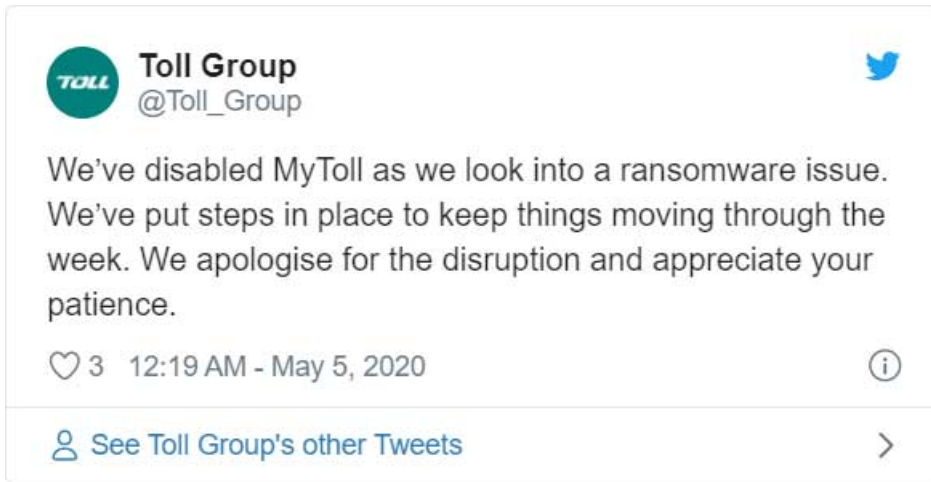 TOLL
Toll Group
@Toll_Group
We’ve disabled MyToll as we look into a ransomware issue.
We’ve put steps in place to keep things moving through the
week. We apologise for the disruption and appreciate your
patience.
3 12:19 AM - May 5, 2020
See Toll Group's other Tweets